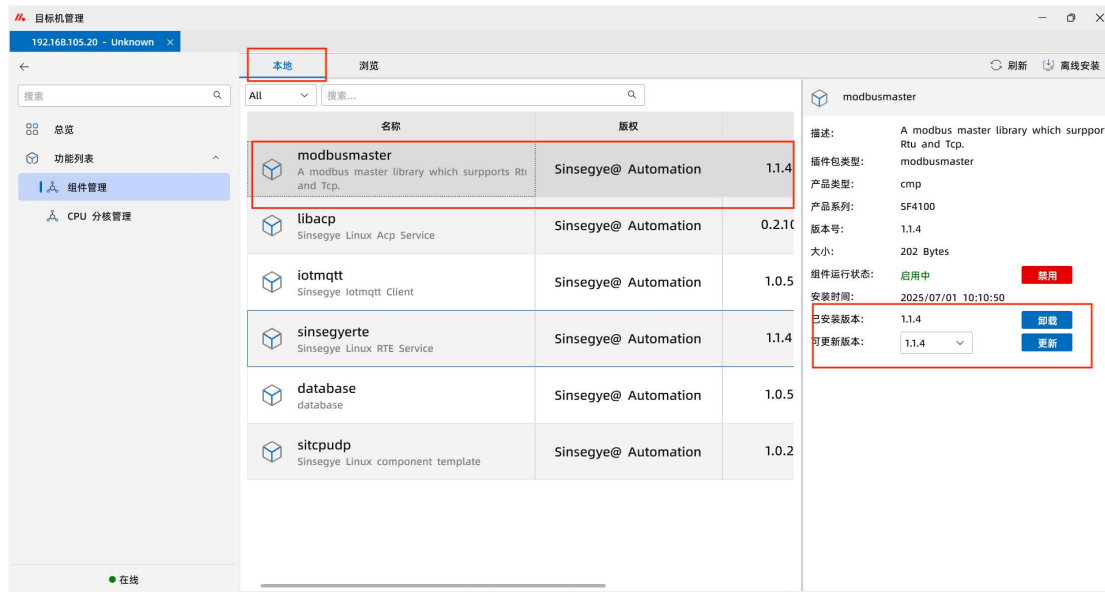 目标机管理
192.168.105.20 - Unknown ×
本地 浏览 刷新 离线安装
搜索
总览
功能列表
组件管理
CPU 分核管理
在线
All 搜索...
名称 版权
modbusmaster Sinsegye@ Automation 1.1.4
A modbus master library which surpports Rtu
and Tcp.
libacp Sinsegye@ Automation 0.2.10
Sinsegye Linux Acp Service
iotmqtt Sinsegye@ Automation 1.0.5
Sinsegye Iotmqtt Client
sinsegyerte Sinsegye@ Automation 1.1.4
Sinsegye Linux RTE Service
database Sinsegye@ Automation 1.0.5
database
sitcpudp Sinsegye@ Automation 1.0.2
Sinsegye Linux component template
modbusmaster
描述: A modbus master library which surppor
Rtu and Tcp.
插件包类型: modbusmaster
产品类型: cmp
产品系列: SF4100
版本号: 1.1.4
大小: 202 Bytes
组件运行状态: 启用中 禁用
安装时间: 2025/07/01 10:10:50
已安装版本: 1.1.4 卸载
可更新版本: 1.1.4 更新